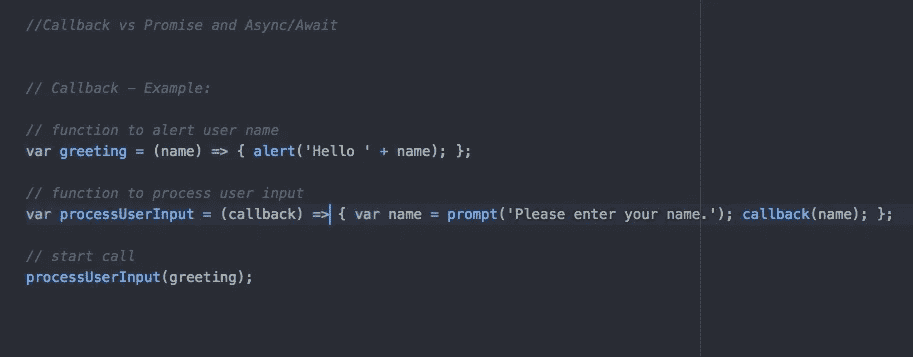 //Callback vs Promise and Async/Await
// Callback – Example:
// function to alert user name
var greeting = (name) => { alert('Hello ' + name); };
// function to process user input
var processUserInput = (callback) => { var name = prompt('Please enter your name.'); callback(name); };
// start call
processUserInput(greeting);